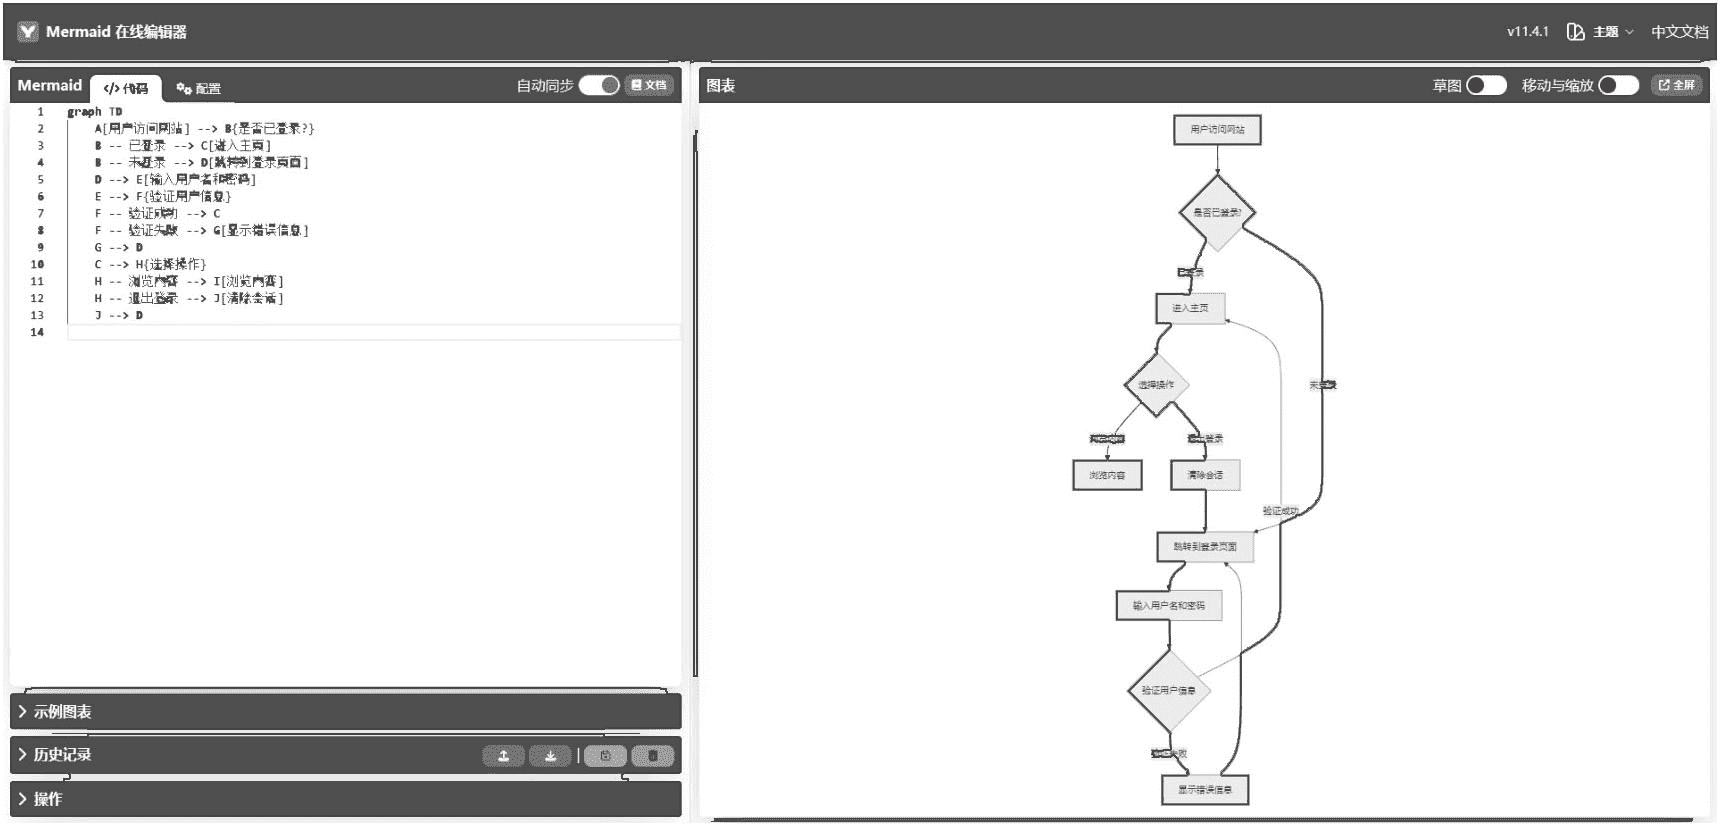 Mermaid 在线编辑器
v11.4.1 主题 中文文档
Mermaid 代码 配置 自动同步 文档
1 graph TD
2 A[用户访问网站] --> B{是否已登录?}
3 B -- 已登录 --> C[进入主页]
4 B -- 未登录 --> D[跳转到登录页面]
5 D --> E[输入用户名和密码]
6 E --> F{验证用户信息}
7 F -- 验证成功 --> C
8 F -- 验证失败 --> G[显示错误信息]
9 G --> D
10 C --> H{选择操作}
11 H -- 浏览内容 --> I[浏览内容]
12 H -- 退出登录 --> J[清除会话]
13 J --> D
14
示例图表
历史记录
操作
图表 草图 移动与缩放 全屏
用户访问网站
是否已登录?
已登录
进入主页
选择操作
未登录
退出登录
浏览内容
清除会话
验证成功
跳转到登录页面
输入用户名和密码
验证用户信息
验证失败
显示错误信息